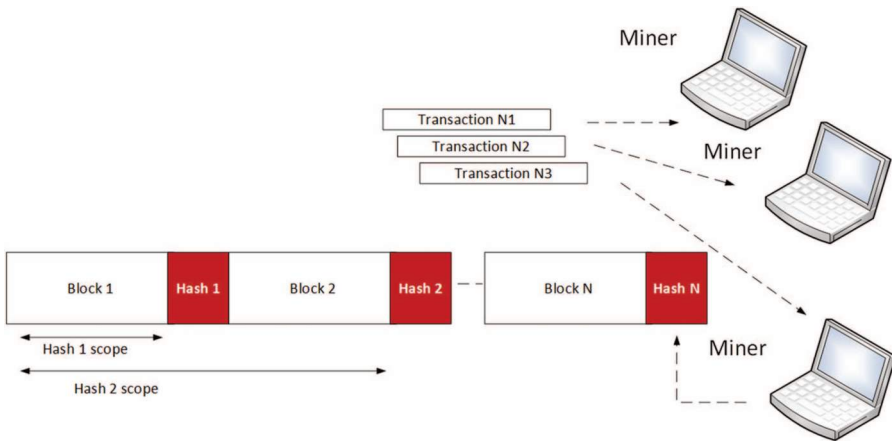 Miner
Transaction N1
Transaction N2
Miner
Transaction N3
Block 1
Hash 1
Block 2
Hash 2
Block N
Hash N
Hash 1 scope
Miner
Hash 2 scope